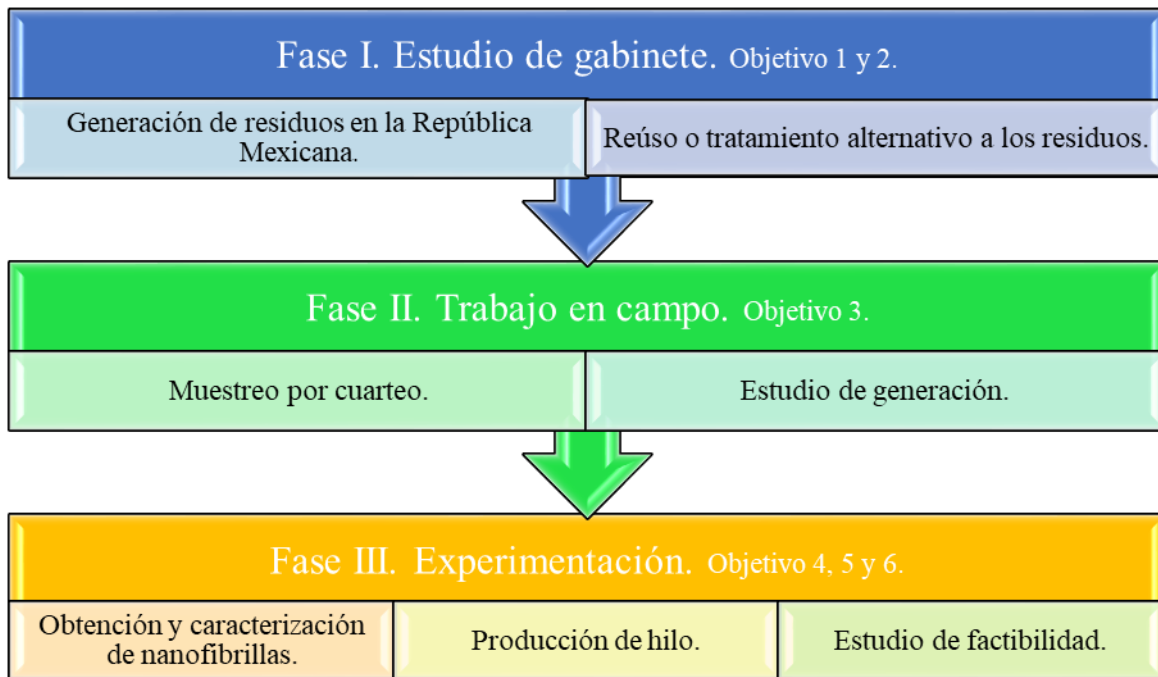 Fase I. Estudio de gabinete. Objetivo 1 y 2.
Generación de residuos en la República
Mexicana.
Reúso o tratamiento alternativo a los residuos.
Fase II. Trabajo en campo. Objetivo 3.
Muestreo por cuarteo.
Estudio de generación.
Fase III. Experimentación. Objetivo 4, 5 y 6.
Obtención y caracterización
de nanofibrillas.
Producción de hilo.
Estudio de factibilidad.